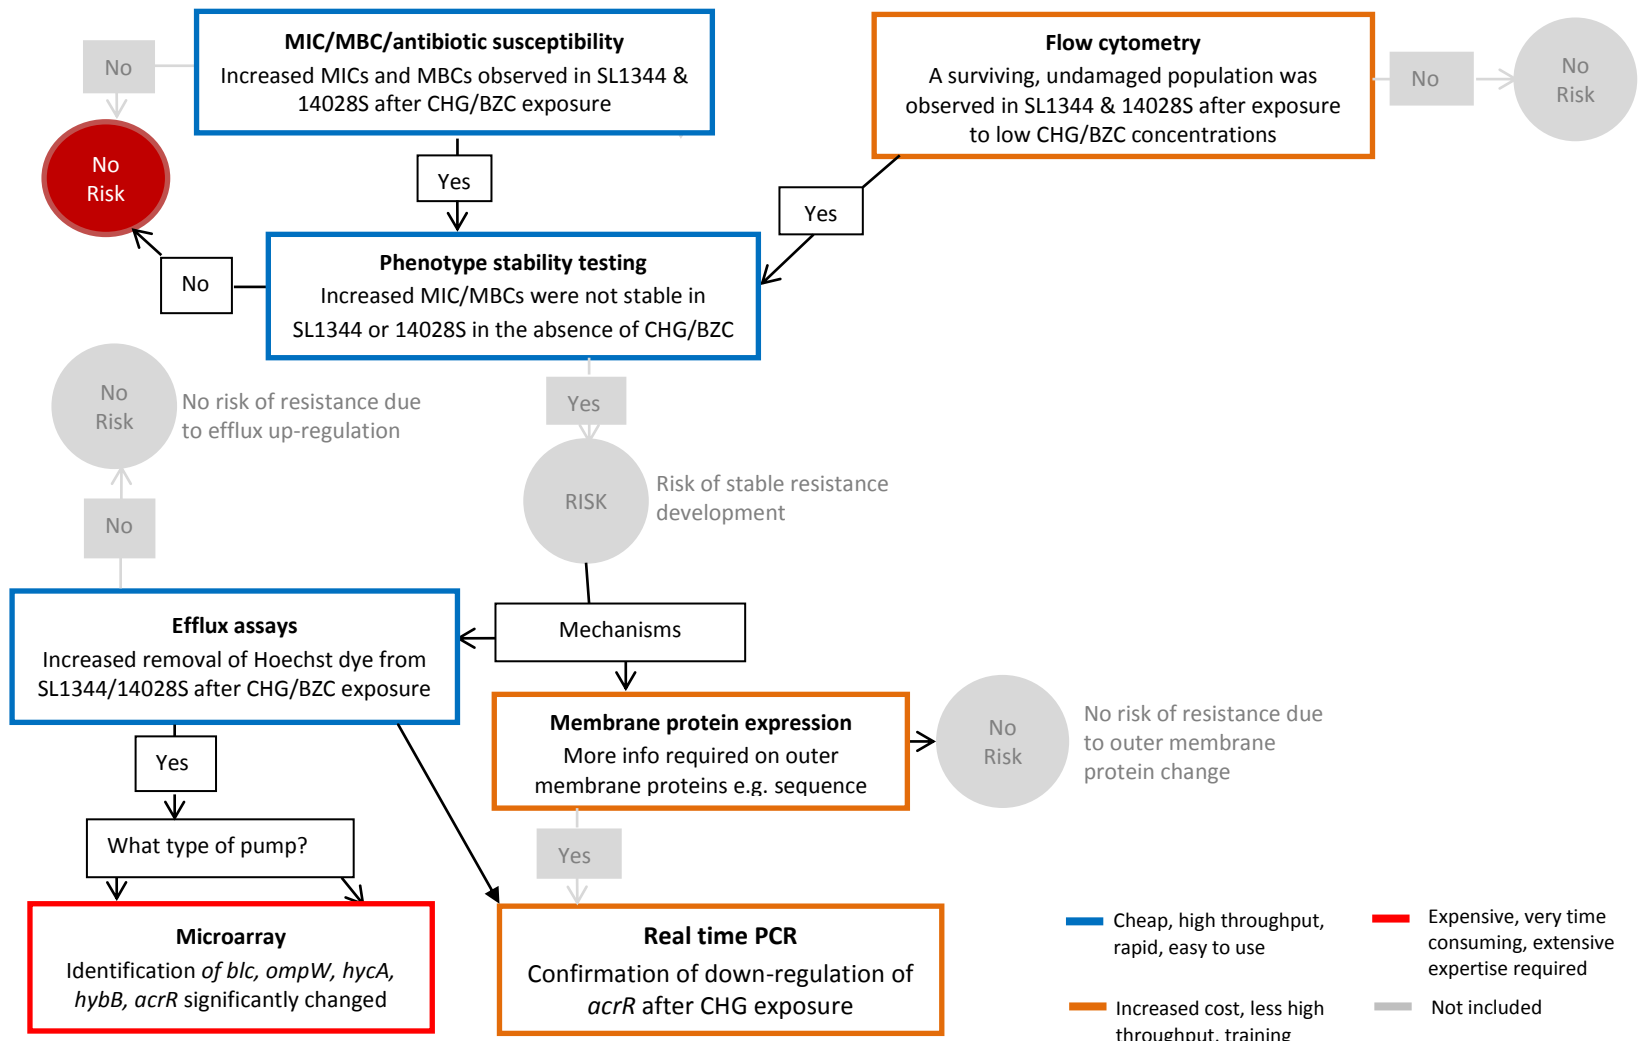 MIC/MBC/antibiotic susceptibility
Increased MICs and MBCs observed in SL1344 &
14028S after CHG/BZC exposure
No
No
Risk
Yes
Flow cytometry
A surviving, undamaged population was
observed in SL1344 & 14028S after exposure
to low CHG/BZC concentrations
No
No
Risk
Yes
Phenotype stability testing
Increased MIC/MBCs were not stable in
SL1344 or 14028S in the absence of CHG/BZC
No
Yes
RISK
Risk of stable resistance
development
No
Risk
No risk of resistance due
to efflux up-regulation
No
Mechanisms
Efflux assays
Increased removal of Hoechst dye from
SL1344/14028S after CHG/BZC exposure
Yes
What type of pump?
Membrane protein expression
More info required on outer
membrane proteins e.g. sequence
No
Risk
No risk of resistance due
to outer membrane
protein change
Yes
Microarray
Identification of blc, ompW, hycA,
hybB, acrR significantly changed
Real time PCR
Confirmation of down-regulation of
acrR after CHG exposure
Cheap, high throughput,
rapid, easy to use
Expensive, very time
consuming, extensive
expertise required
Increased cost, less high
throughput, training
Not included